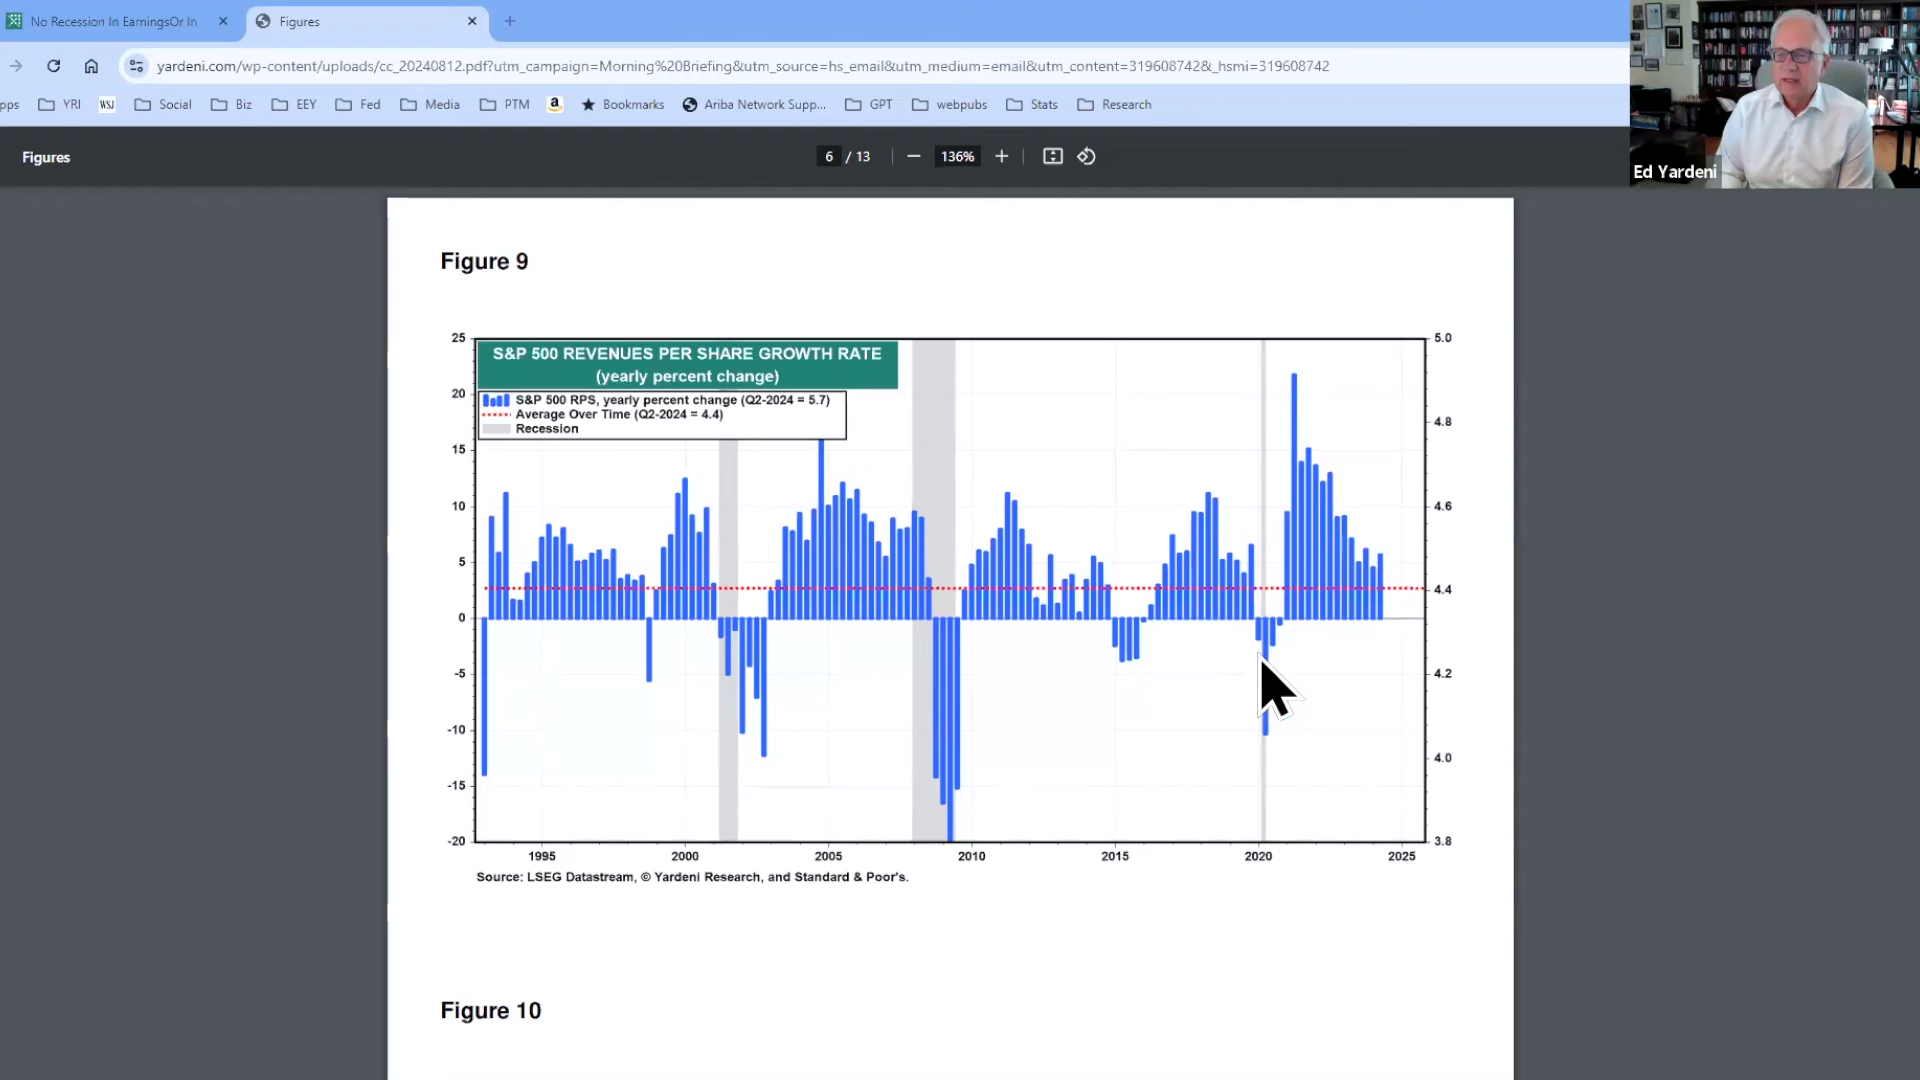 No Recession In EarningsOr In
Figures
yardeni.com/wp-content/uploads/cc_20240812.pdf?utm_campaign=Morning%20Briefing&utm_source=hs_email&utm_medium=email&utm_content=319608742&_hsmi=319608742
pps YRI WSJ Social Biz EEY Fed Media PTM a Bookmarks Ariba Network Supp... GPT webpubs Stats Research
Figures
6 / 13
136%
Ed Yardeni
Figure 9
S&P 500 REVENUES PER SHARE GROWTH RATE
(yearly percent change)
S&P 500 RPS, yearly percent change (Q2-2024 = 5.7)
Average Over Time (Q2-2024 = 4.4)
Recession
25
20
15
10
5
0
-5
-10
-15
-20
5.0
4.8
4.6
4.4
4.2
4.0
3.8
1995 2000 2005 2010 2015 2020 2025
Source: LSEG Datastream, © Yardeni Research, and Standard & Poor's.
Figure 10